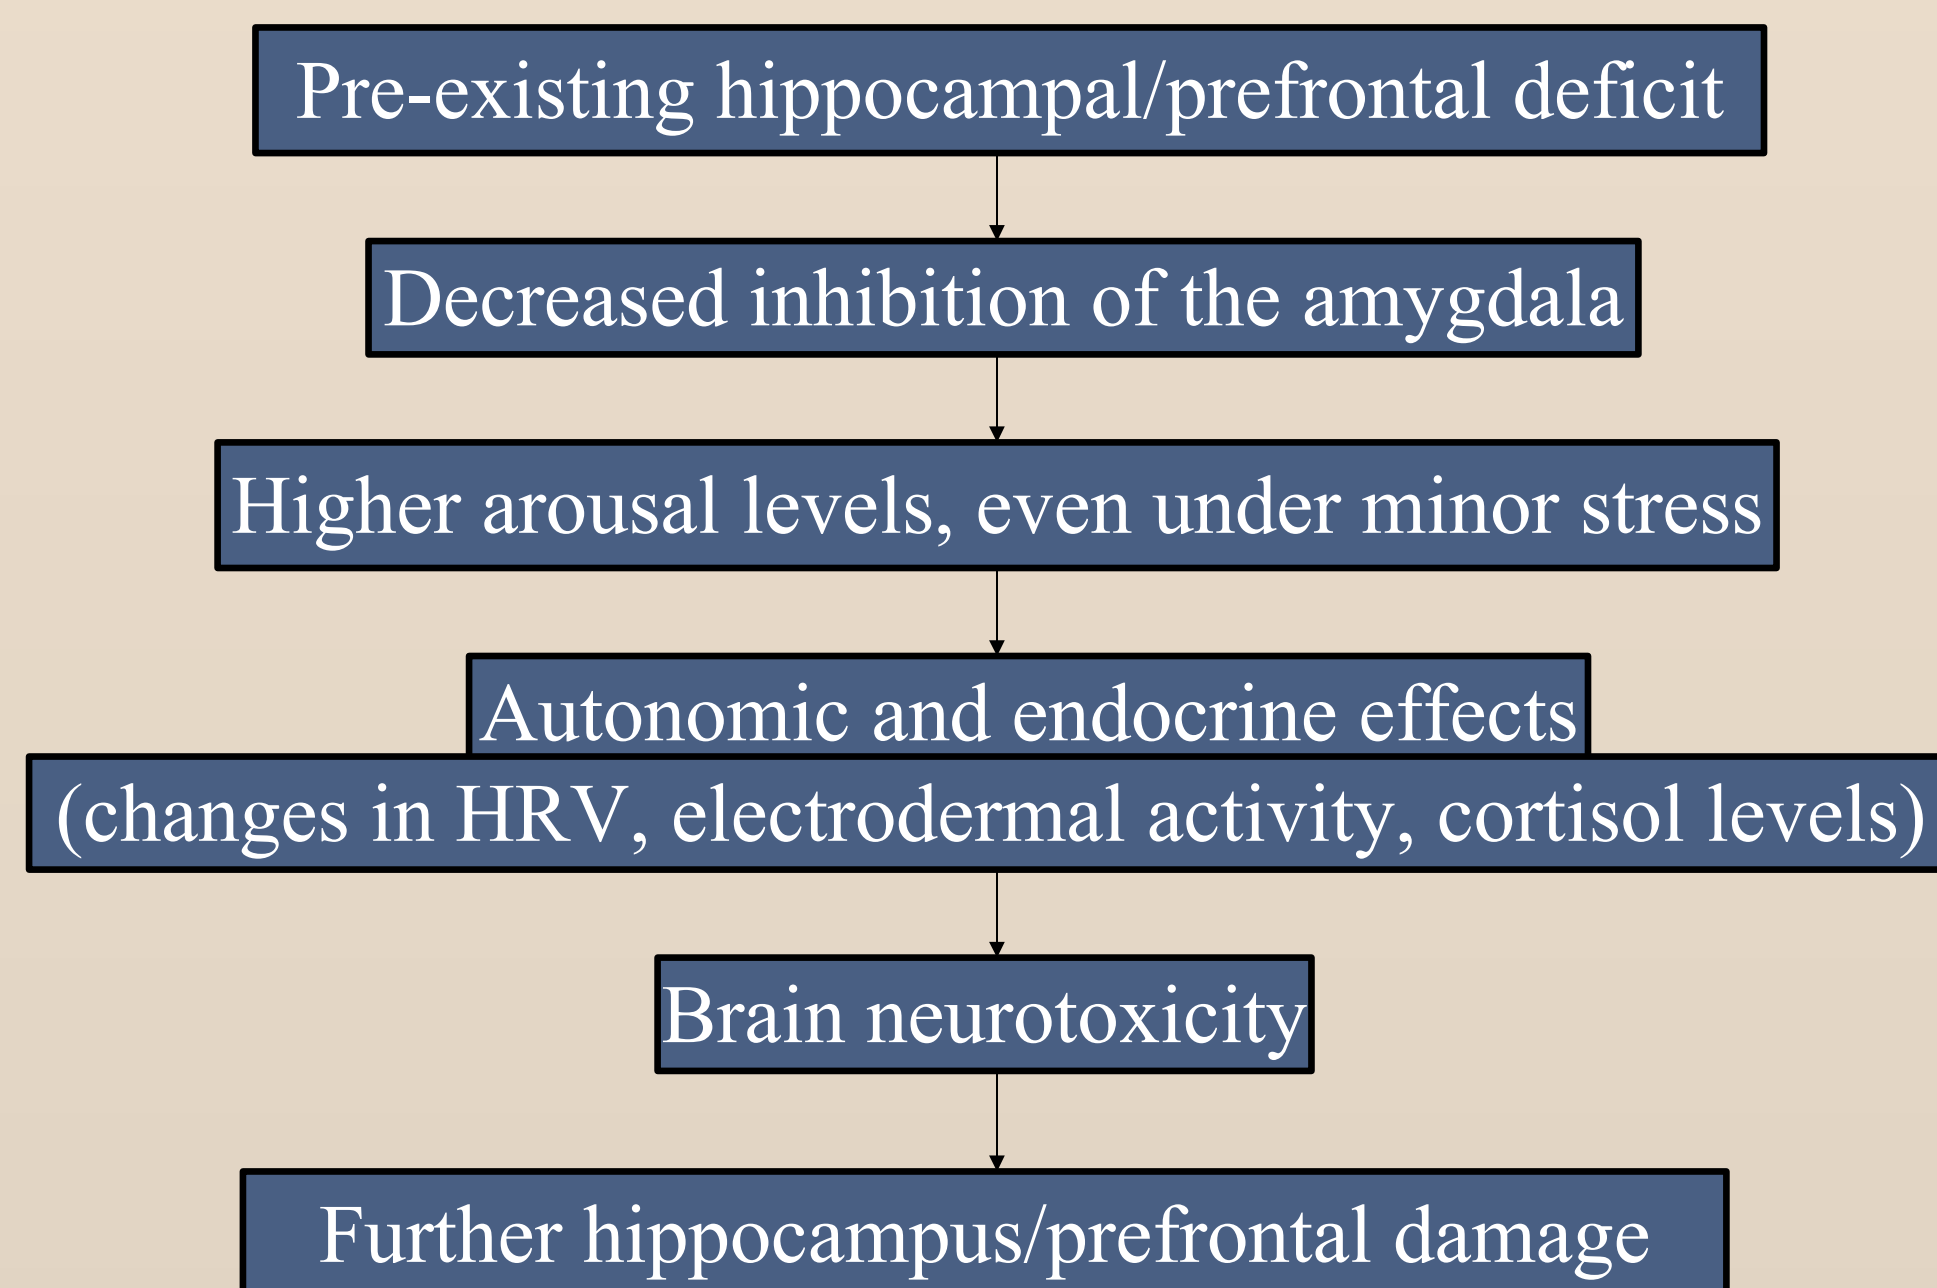 Pre-existing hippocampal/prefrontal deficit
Decreased inhibition of the amygdala
Higher arousal levels, even under minor stress
Autonomic and endocrine effects
(changes in HRV, electrodermal activity, cortisol levels)
Brain neurotoxicity
Further hippocampus/prefrontal damage